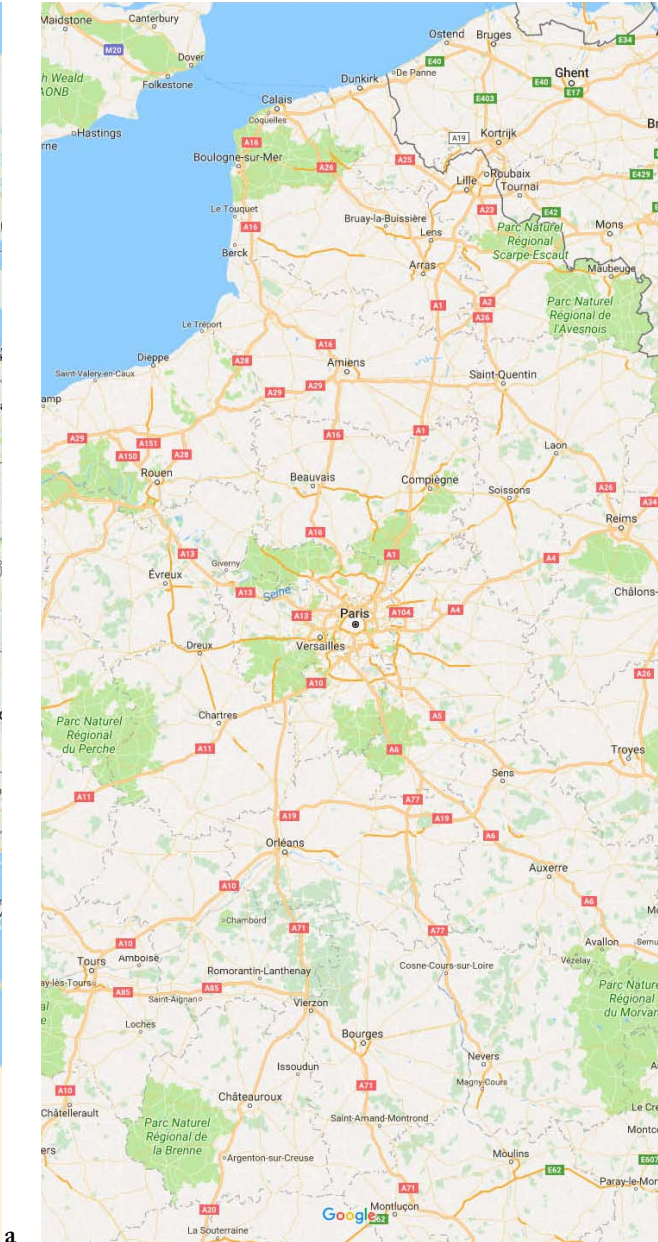 Maidstone
Canterbury
M20
Dover
Folkestone
Hastings
Ostend
Bruges
E34
E40
De Panne
Dunkirk
Ghent
E40
E17
E403
Calais
Coquelles
A16
A19
Kortrijk
Boulogne-sur-Mer
A26
A25
Roubaix
Lille
Tournai
E429
Le Touquet
A16
Bruay-la-Buissière
A23
E42
Lens
Parc Naturel
Régional
Scarpe-Escaut
Mons
Berck
Arras
Maubeuge
A1
A2
A26
Parc Naturel
Régional de
l'Avesnois
Le Tréport
A16
Dieppe
A28
Amiens
Saint-Valery-en-Caux
Saint-Quentin
A29
A29
A29
A151
A150
A28
A16
A1
Laon
Rouen
Beauvais
Compiègne
Soissons
A26
A34
Reims
A16
A13
A1
A4
Giverny
Évreux
A13
Seine
Châlons-
A13
Paris
A104
A4
Dreux
Versailles
A26
A10
Chartres
A5
Parc Naturel
Régional
du Perche
A11
A6
Troyes
Sens
A11
A77
A19
A19
A6
Orléans
Auxerre
A10
A6
Chambord
A71
A77
Avallon
A10
Tours
Amboise
Vézelay
Romorantin-Lanthenay
Cosne-Cours-sur-Loire
A85
A85
Saint-Aignan
Vierzon
Parc Nature
Régional
du Morvan
Loches
Bourges
Nevers
Issoudun
A10
A71
Magny-Cours
Châteauroux
Châtellerault
Saint-Amand-Montrond
Parc Naturel
Régional de
la Brenne
Moulins
Argenton-sur-Creuse
E62
E607
Paray-le-Mon
A71
Montluçon
A20
Google
La Souterraine
a